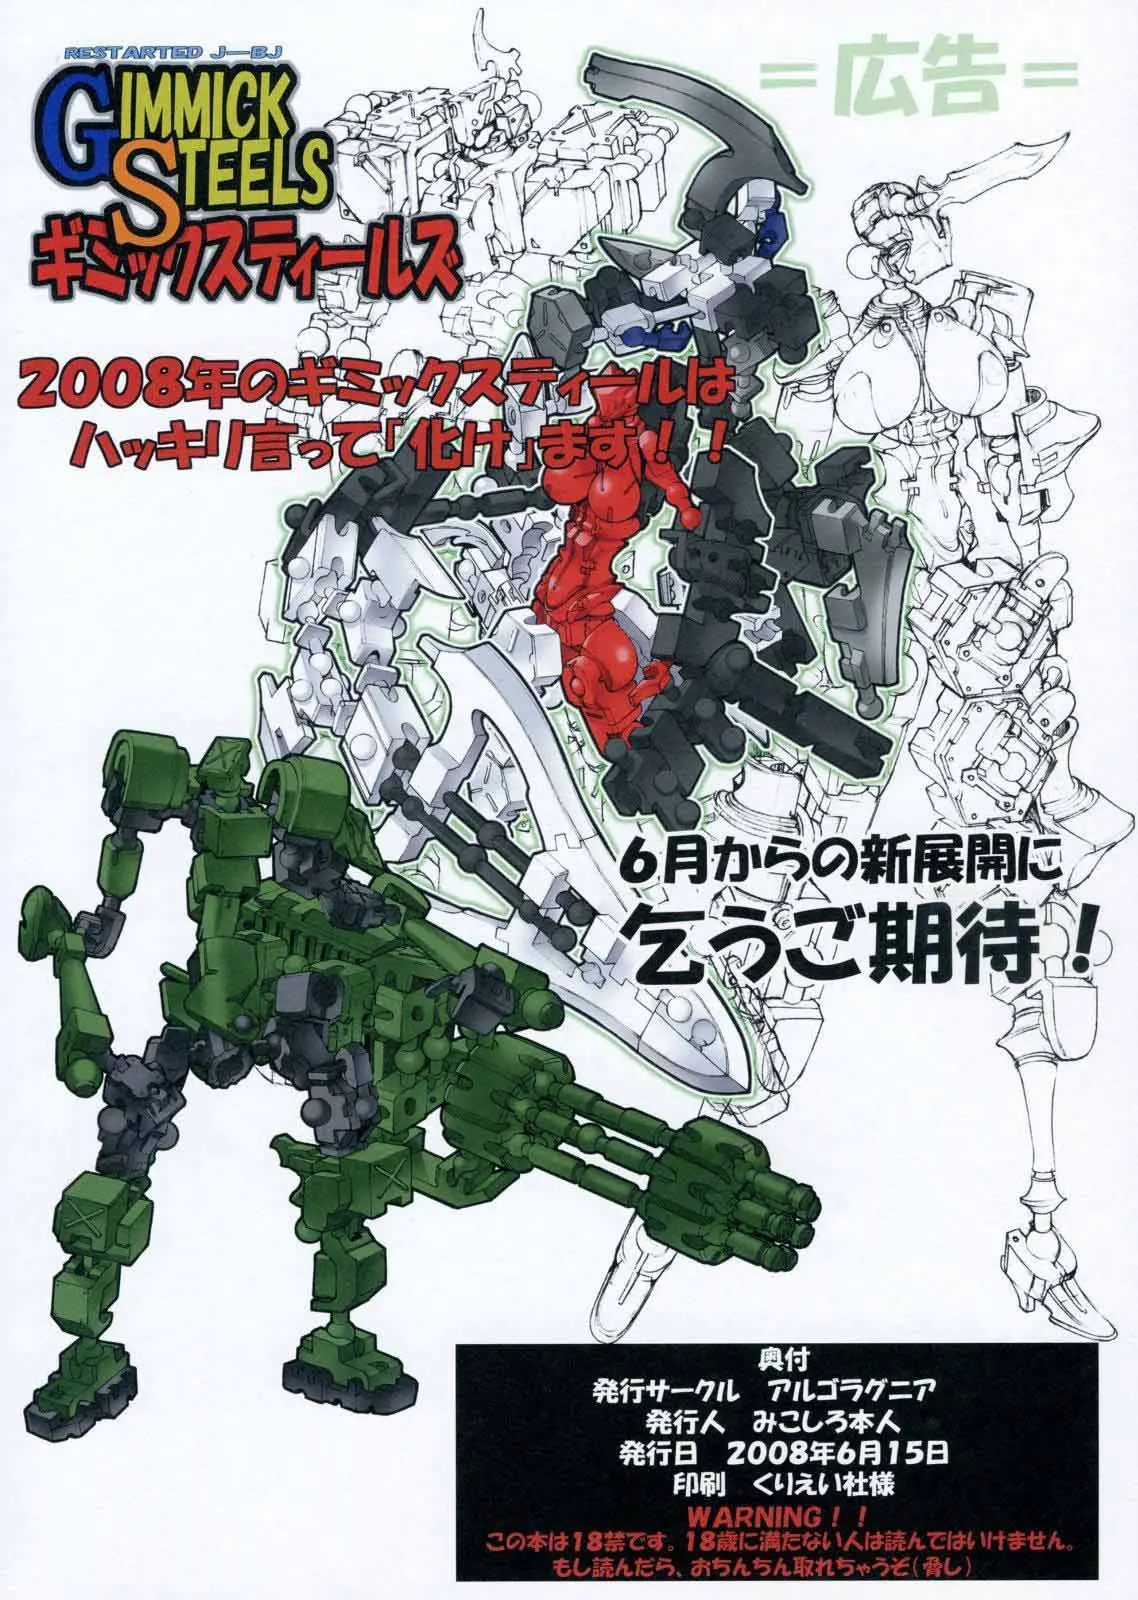 RESTARTED J—BJ
GIMMICK
STEELS
ギミックスティールズ
＝広告＝
2008年のギミックスティールは
ハッキリ言って「化け」ます！！
6月からの新展開に
乞うご期待！
奥付
発行サークル　アルゴラグニア
発行人　みこしろ本人
発行日　2008年6月15日
印刷　くりえい社様
WARNING！！
この本は18禁です。18歳に満たない人は読んではいけません。
もし読んだら、おちんちん取れちゃうぞ(脅し)